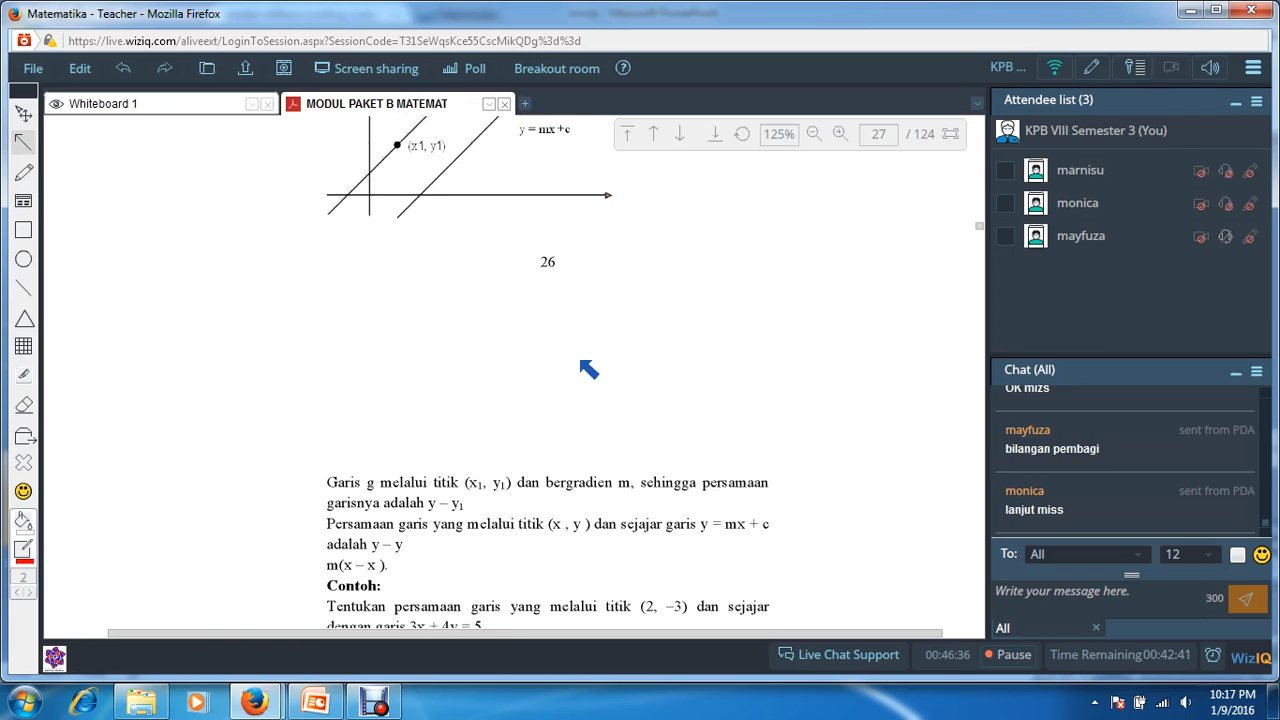 Matematika - Teacher - Mozilla Firefox
https://live.wiziq.com/aliveext/LoginToSession.aspx?SessionCode=T31SeWqsKce55CscMikQDg%3d%3d
File Edit Screen sharing Poll Breakout room ? KPB ...
Whiteboard 1 MODUL PAKET B MATEMAT
125% 27 / 124
y = mx +c
(x1, y1)
26
Garis g melalui titik (x1, y1) dan bergradien m, sehingga persamaan
garisnya adalah y – y1
Persamaan garis yang melalui titik (x , y ) dan sejajar garis y = mx + c
adalah y – y
m(x – x ).
Contoh:
Tentukan persamaan garis yang melalui titik (2, –3) dan sejajar
dengan garis 3x + 4y = 5
2
Attendee list (3)
KPB VIII Semester 3 (You)
marnisu
monica
mayfuza
Chat (All)
OK mizs
mayfuza sent from PDA
bilangan pembagi
monica sent from PDA
lanjut miss
To: All 12
Write your message here. 300
All
Live Chat Support 00:46:36 Pause Time Remaining 00:42:41 WizIQ
10:17 PM
1/9/2016